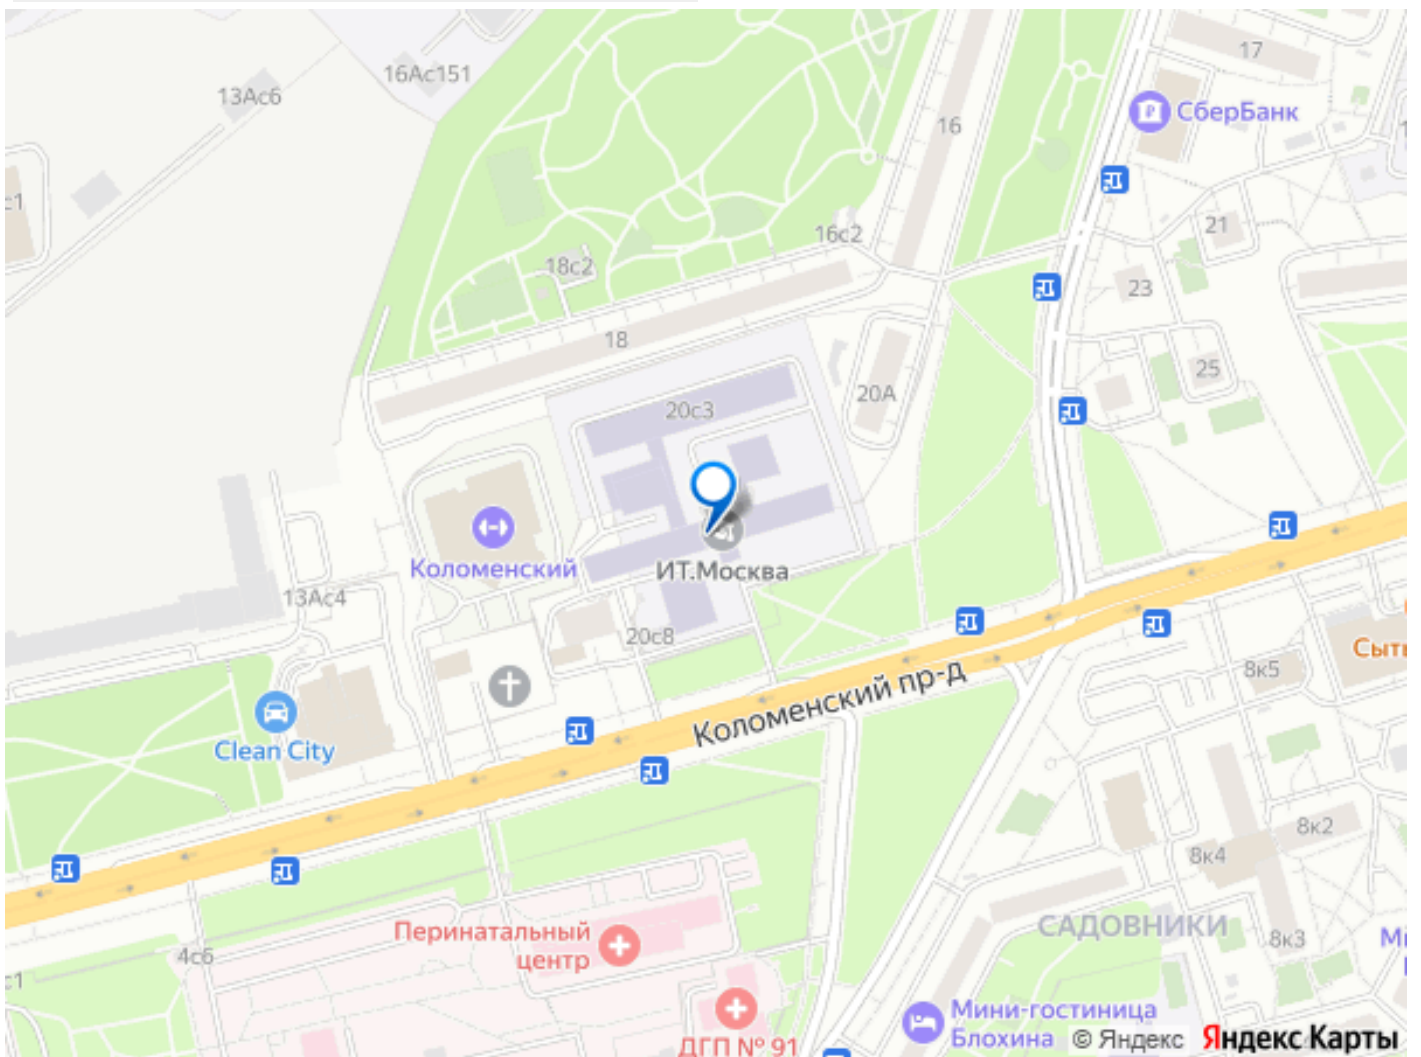 17
16Ас151
13Ас6
СберБанк
16
21
16с2
18с2
23
18
25
20А
20с3
Коломенский
ИТ.Москва
13Ас4
20с8
8к5
Коломенский пр-д
Clean City
8к2
8к4
САДОВНИКИ
8к3
Перинатальный
центр
4с6
Мини-гостиница
Блохина
© Яндекс
Яндекс Карты
ДГП № 91